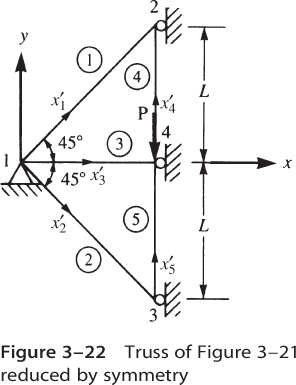 y
2
①
④
x′₁
P
x′₄
L
4
1
45°
③
x
45°
x′₃
x′₂
⑤
L
②
x′₅
3
Figure 3–22 Truss of Figure 3–21
reduced by symmetry